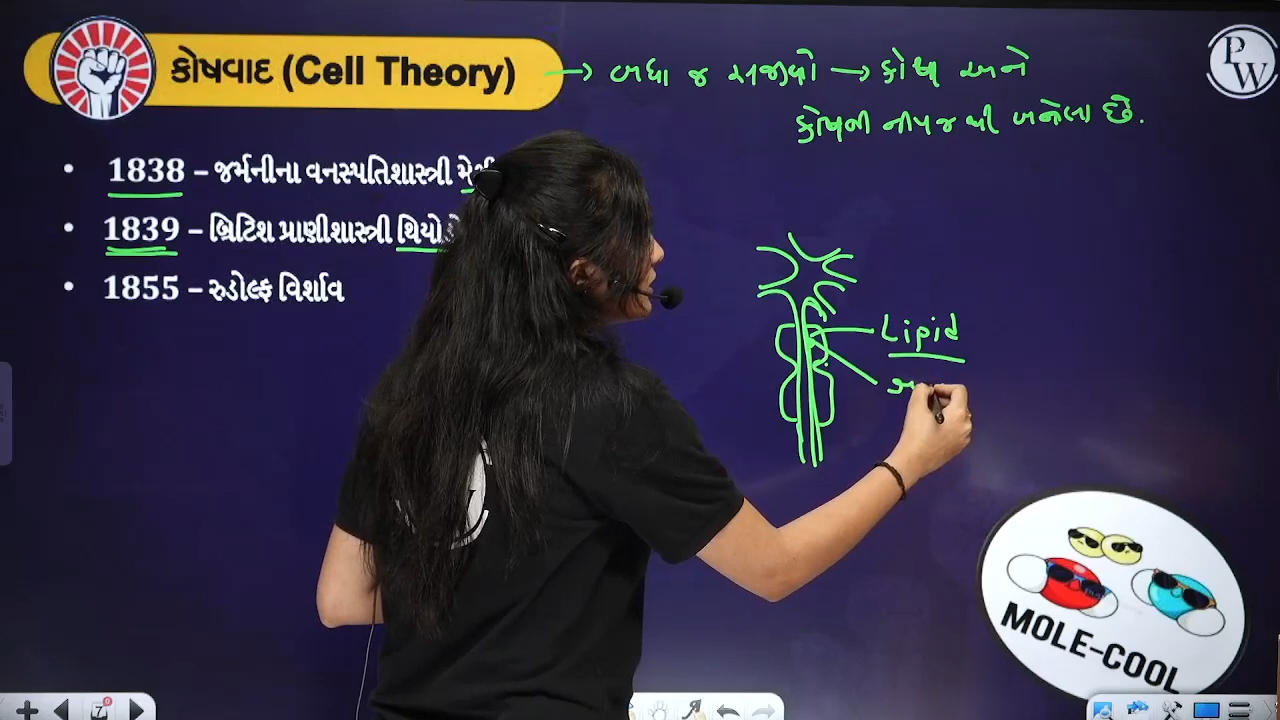 કોષવાદ (Cell Theory)
→ બધા જ સજીવો → કોષ અને
કોષની નીપજ થી બનેલા છે.
PW
• 1838 – જર્મનીના વનસ્પતિશાસ્ત્રી
• 1839 – બ્રિટિશ પ્રાણીશાસ્ત્રી
• 1855 – રુડોલ્ફ વિર્શાવ
Lipid
MOLE-COOL